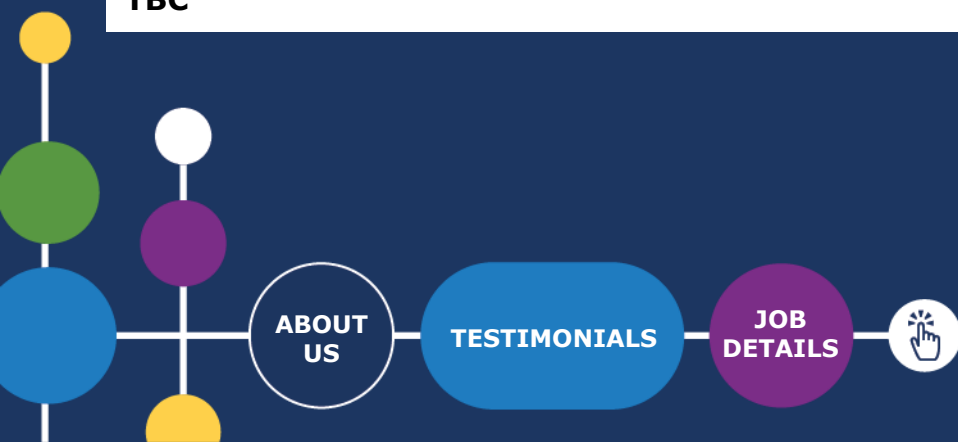 TBC
ABOUT
US
TESTIMONIALS
JOB
DETAILS